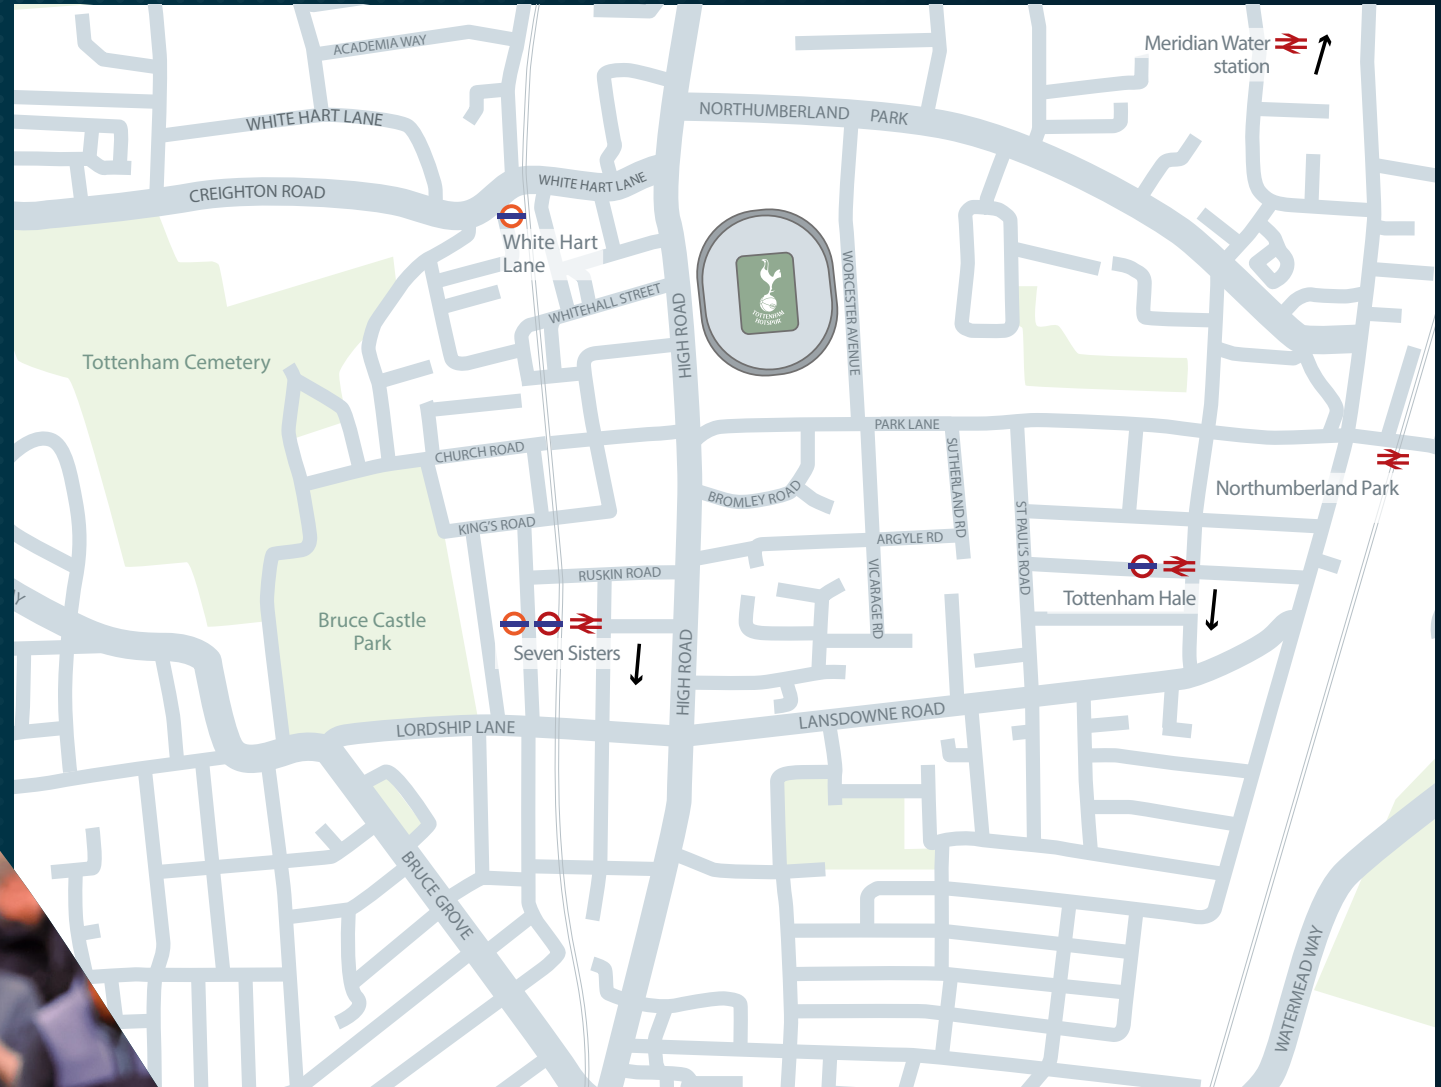 ACADEMIA WAY
Meridian Water
station
WHITE HART LANE
NORTHUMBERLAND PARK
CREIGHTON ROAD
WHITE HART LANE
White Hart
Lane
WHITEHALL STREET
HIGH ROAD
TOTTENHAM
HOTSPUR
WORCESTER AVENUE
Tottenham Cemetery
PARK LANE
CHURCH ROAD
SUTHERLAND RD
BROMLEY ROAD
Northumberland Park
KING'S ROAD
ARGYLE RD
ST PAUL'S ROAD
RUSKIN ROAD
VICARAGE RD
Tottenham Hale
Y
Bruce Castle
Park
Seven Sisters
HIGH ROAD
LORDSHIP LANE
LANSDOWNE ROAD
BRUCE GROVE
WATERMEAD WAY